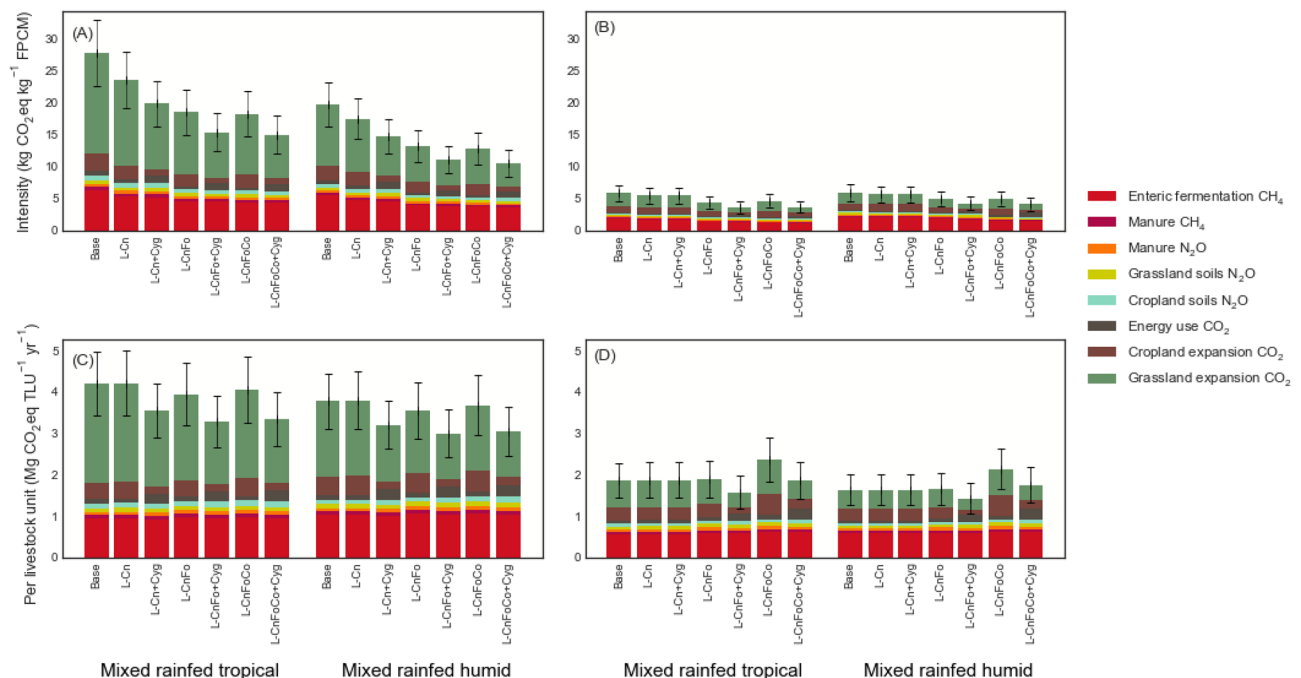 (A)
Intensity (kg CO₂eq kg⁻¹ FPCM)
30
25
20
15
10
5
0
Base
L-Cn
L-Cn+Cyg
L-CnFo
L-CnFo+Cyg
L-CnFoCo
L-CnFoCo+Cyg
Base
L-Cn
L-Cn+Cyg
L-CnFo
L-CnFo+Cyg
L-CnFoCo
L-CnFoCo+Cyg
(B)
30
25
20
15
10
5
0
Base
L-Cn
L-Cn+Cyg
L-CnFo
L-CnFo+Cyg
L-CnFoCo
L-CnFoCo+Cyg
Base
L-Cn
L-Cn+Cyg
L-CnFo
L-CnFo+Cyg
L-CnFoCo
L-CnFoCo+Cyg
Enteric fermentation CH₄
Manure CH₄
Manure N₂O
Grassland soils N₂O
Cropland soils N₂O
Energy use CO₂
Cropland expansion CO₂
Grassland expansion CO₂
(C)
Per livestock unit (Mg CO₂eq TLU⁻¹ yr⁻¹)
5
4
3
2
1
0
Base
L-Cn
L-Cn+Cyg
L-CnFo
L-CnFo+Cyg
L-CnFoCo
L-CnFoCo+Cyg
Base
L-Cn
L-Cn+Cyg
L-CnFo
L-CnFo+Cyg
L-CnFoCo
L-CnFoCo+Cyg
Mixed rainfed tropical
Mixed rainfed humid
(D)
5
4
3
2
1
0
Base
L-Cn
L-Cn+Cyg
L-CnFo
L-CnFo+Cyg
L-CnFoCo
L-CnFoCo+Cyg
Base
L-Cn
L-Cn+Cyg
L-CnFo
L-CnFo+Cyg
L-CnFoCo
L-CnFoCo+Cyg
Mixed rainfed tropical
Mixed rainfed humid